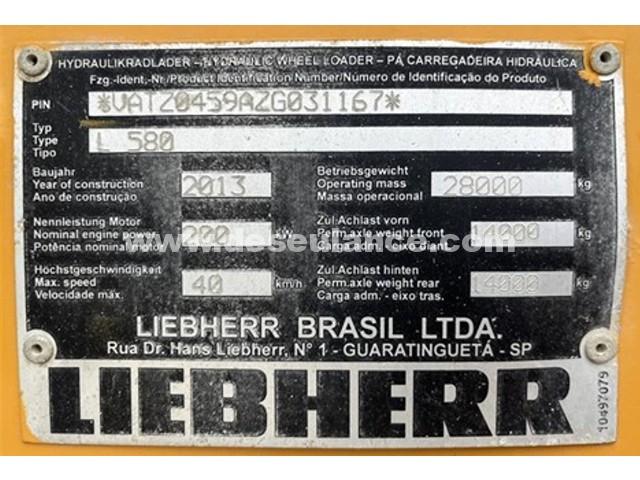 HYDRAULIKRADLADER – HYDRAULIC WHEEL LOADER – PÁ CARREGADEIRA HIDRÁULICA
Fzg.-Ident.-Nr./Product Identification Number/Número de Identificação do Produto
PIN *VATZ0459AZG031167*
Typ
Type L 580
Tipo
Baujahr
Year of construction 2013
Ano de construção
Betriebsgewicht
Operating mass 28000 kg
Massa operacional
Nennleistung Motor
Nominal engine power 200 kW
Potência nominal motor
Zul.Achlast vorn
Perm.axle weight front 14000 kg
Carga adm. - eixo diant.
Höchstgeschwindigkeit
Max. speed 40 km/h
Velocidade máx.
Zul.Achlast hinten
Perm.axle weight rear 14000 kg
Carga adm. - eixo tras.
LIEBHERR BRASIL LTDA.
Rua Dr. Hans Liebherr, N° 1 - GUARATINGUETÁ - SP
LIEBHERR
10497079